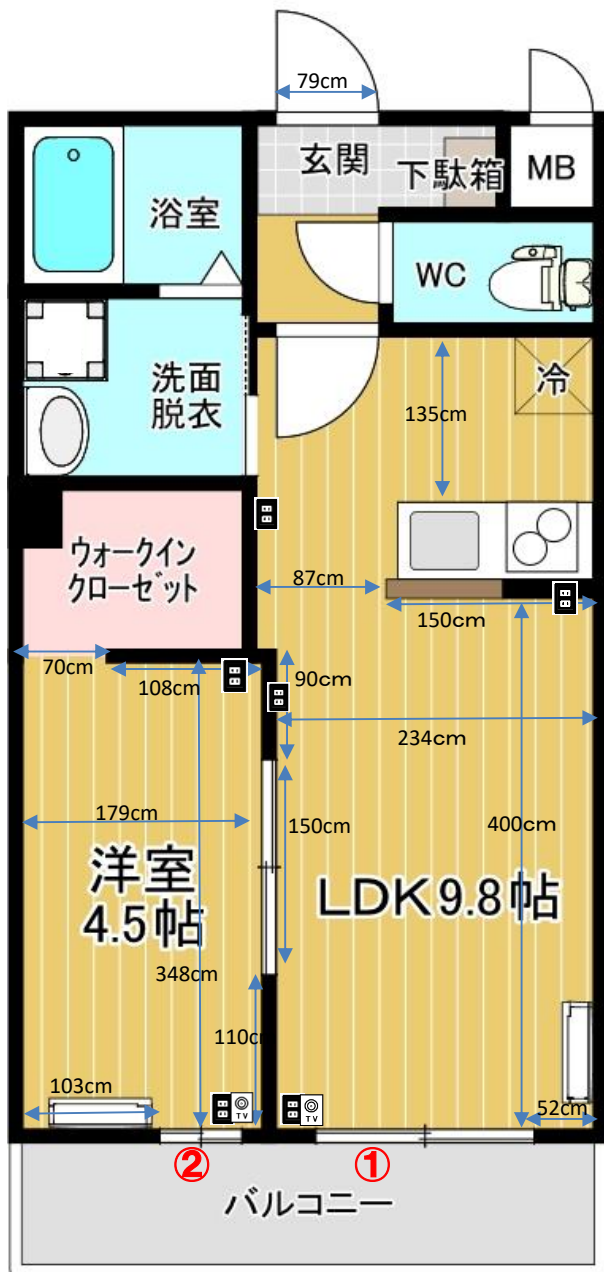 79cm
玄関
下駄箱
MB
浴室
WC
洗面
脱衣
冷
135cm
ウォークイン
クローゼット
87cm
150cm
70cm
108cm
90cm
234cm
179cm
150cm
400cm
洋室
4.5帖
LDK9.8帖
348cm
110c
103cm
TV
TV
52cm
②
①
バルコニー